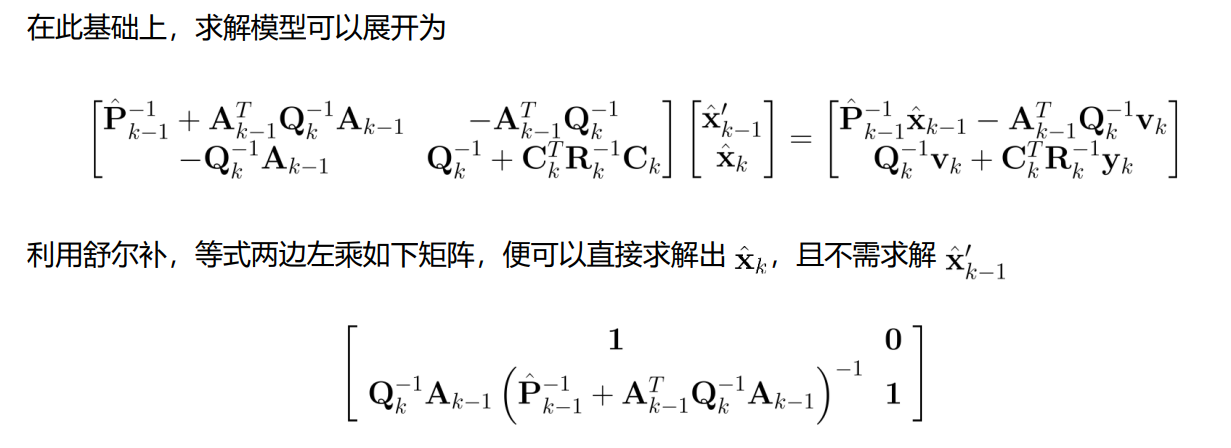 在此基础上，求解模型可以展开为
$$\begin{bmatrix} \hat{\mathbf{P}}_{k-1}^{-1} + \mathbf{A}_{k-1}^T \mathbf{Q}_k^{-1} \mathbf{A}_{k-1} & -\mathbf{A}_{k-1}^T \mathbf{Q}_k^{-1} \\ -\mathbf{Q}_k^{-1} \mathbf{A}_{k-1} & \mathbf{Q}_k^{-1} + \mathbf{C}_k^T \mathbf{R}_k^{-1} \mathbf{C}_k \end{bmatrix} \begin{bmatrix} \hat{\mathbf{x}}'_{k-1} \\ \hat{\mathbf{x}}_k \end{bmatrix} = \begin{bmatrix} \hat{\mathbf{P}}_{k-1}^{-1} \hat{\mathbf{x}}_{k-1} - \mathbf{A}_{k-1}^T \mathbf{Q}_k^{-1} \mathbf{v}_k \\ \mathbf{Q}_k^{-1} \mathbf{v}_k + \mathbf{C}_k^T \mathbf{R}_k^{-1} \mathbf{y}_k \end{bmatrix}$$
利用舒尔补，等式两边左乘如下矩阵，便可以直接求解出 $\hat{\mathbf{x}}_k$，且不需求解 $\hat{\mathbf{x}}'_{k-1}$
$$\begin{bmatrix} \mathbf{1} & \mathbf{0} \\ \mathbf{Q}_k^{-1} \mathbf{A}_{k-1} \left( \hat{\mathbf{P}}_{k-1}^{-1} + \mathbf{A}_{k-1}^T \mathbf{Q}_k^{-1} \mathbf{A}_{k-1} \right)^{-1} & \mathbf{1} \end{bmatrix}$$